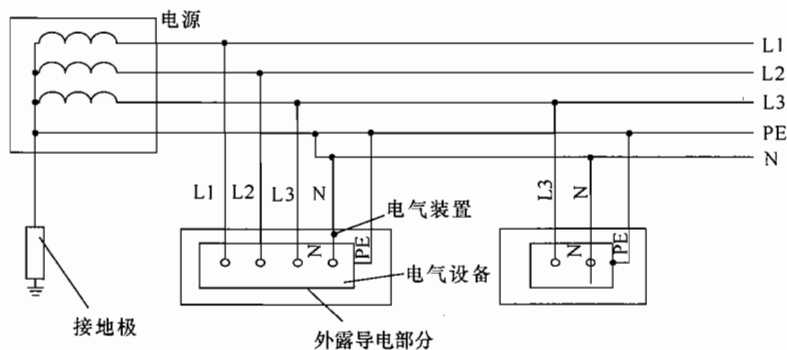 电源
L1
L2
L3
PE
N
L1 L2 L3 N
L3 N
电气装置
N PE
N PE
电气设备
接地极
外露导电部分